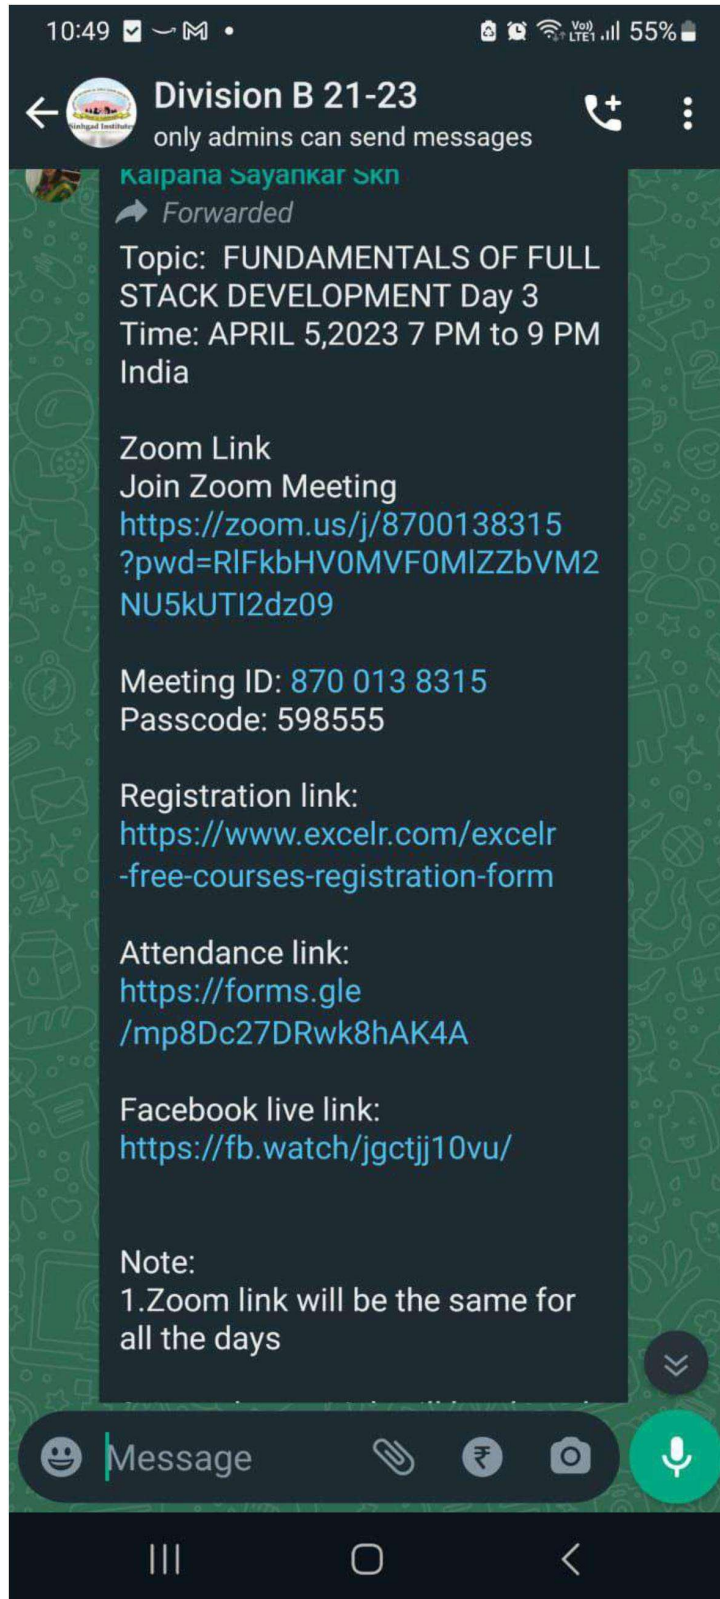 10:49
Vo))
LTE1
55%
Division B 21-23
Sinhgad Institutes
only admins can send messages
Kalpana Sayankar Skn
Forwarded
Topic:  FUNDAMENTALS OF FULL
STACK DEVELOPMENT Day 3
Time: APRIL 5,2023 7 PM to 9 PM
India
Zoom Link
Join Zoom Meeting
https://zoom.us/j/8700138315
?pwd=RlFkbHV0MVF0MlZZbVM2
NU5kUTI2dz09
Meeting ID: 870 013 8315
Passcode: 598555
Registration link:
https://www.excelr.com/excelr
-free-courses-registration-form
Attendance link:
https://forms.gle
/mp8Dc27DRwk8hAK4A
Facebook live link:
https://fb.watch/jgctjj10vu/
Note:
1.Zoom link will be the same for
all the days
Message